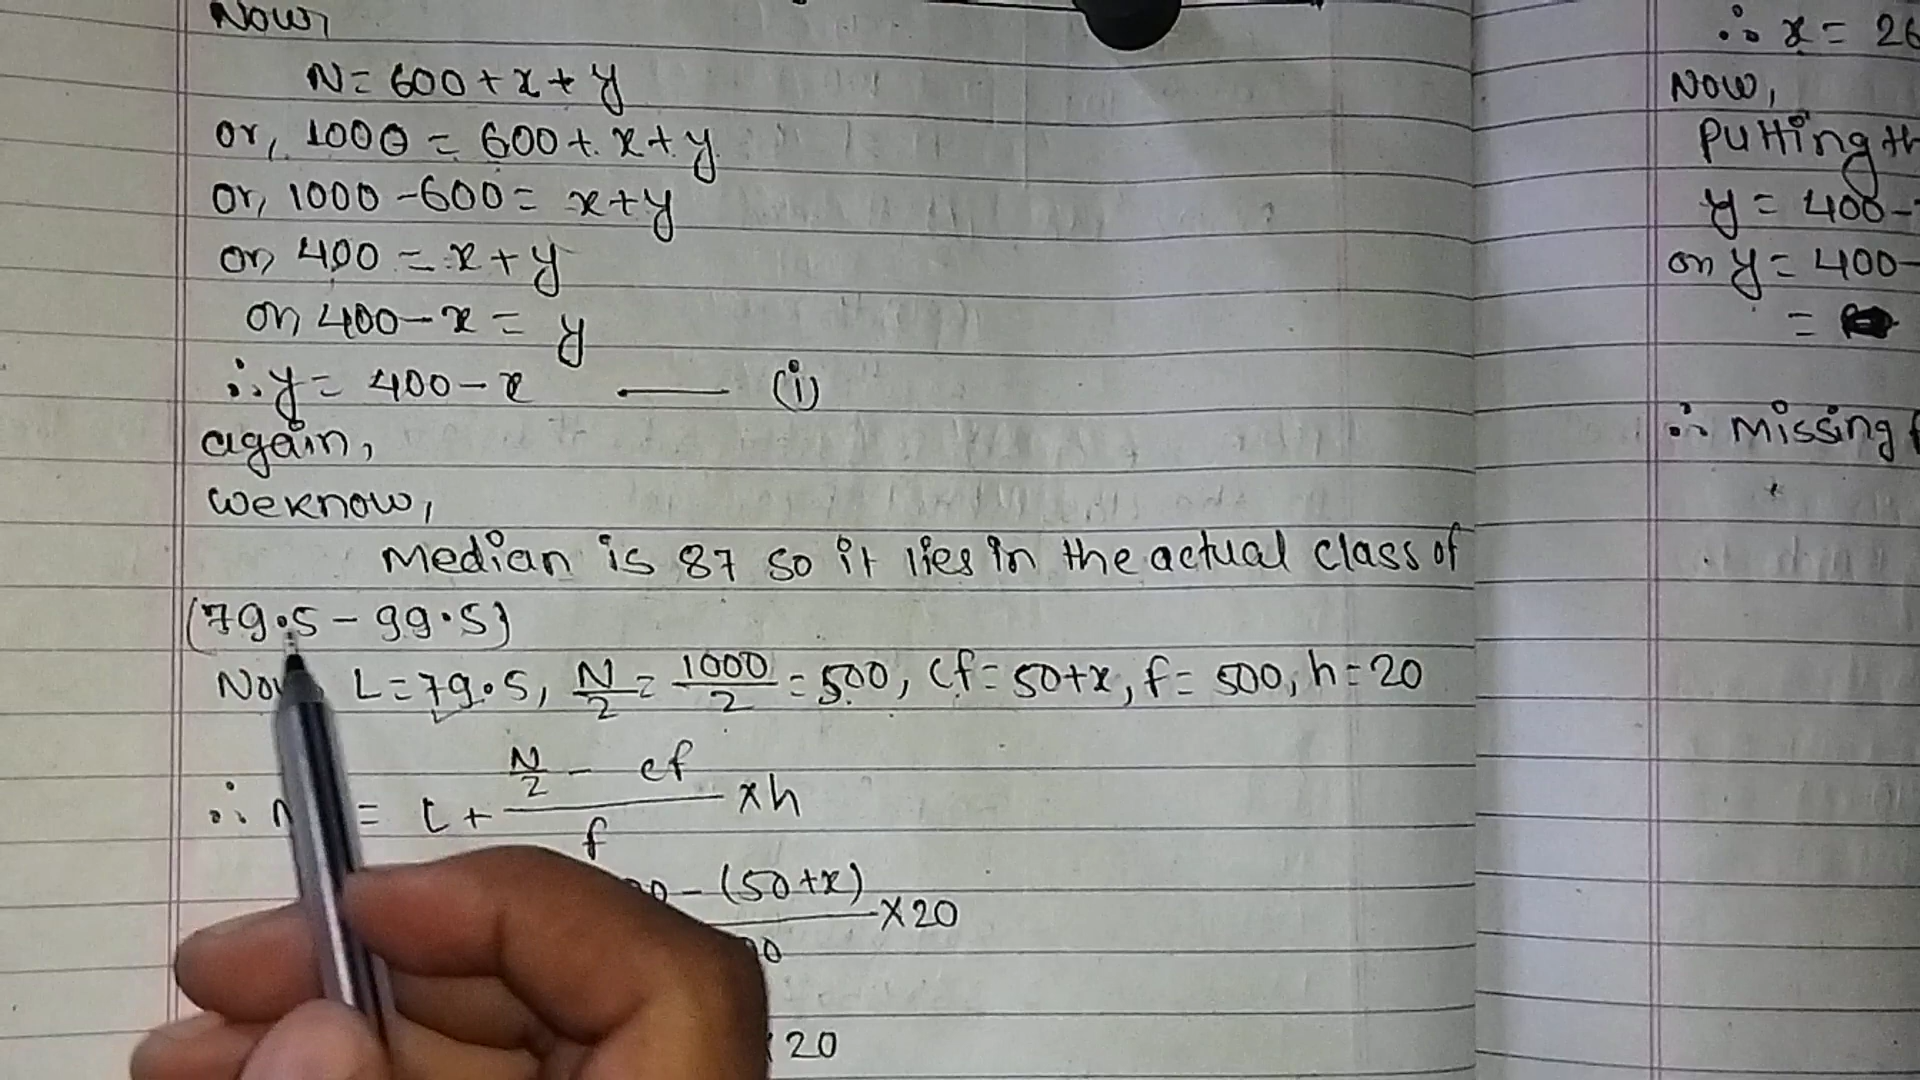 Now,
N = 600 + x + y
or, 1000 = 600 + x + y
or, 1000 - 600 = x + y
or, 400 = x + y
or, 400 - x = y
∴ y = 400 - x —— (i)
again,
we know,
Median is 87 so it lies in the actual class of
(79.5 - 99.5)
L = 79.5, N/2 = 1000/2 = 500, cf = 50+x, f = 500, h = 20
∴ = L + (N/2 - cf)/f × h
- (50+x) × 20
20
∴ x = 26
Now,
Putting th
y = 400 -
or y = 400 -
=
∴ Missing f